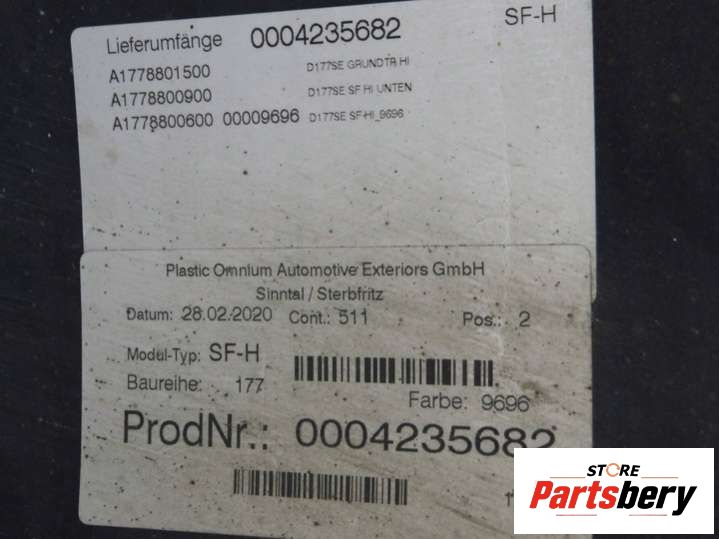 Lieferumfänge 0004235682 SF-H
A1778801500 D177SE GRUNDTR HI
A1778800900 D177SE SF HI UNTEN
A1778800600 00009696 D177SE SF-HI_9696
Plastic Omnium Automotive Exteriors GmbH
Sinntal / Sterbfritz
Datum: 28.02.2020 Cont.: 511 Pos.: 2
Modul-Typ: SF-H
Baureihe: 177
Farbe: 9696
ProdNr.: 0004235682
STORE
Partsbery